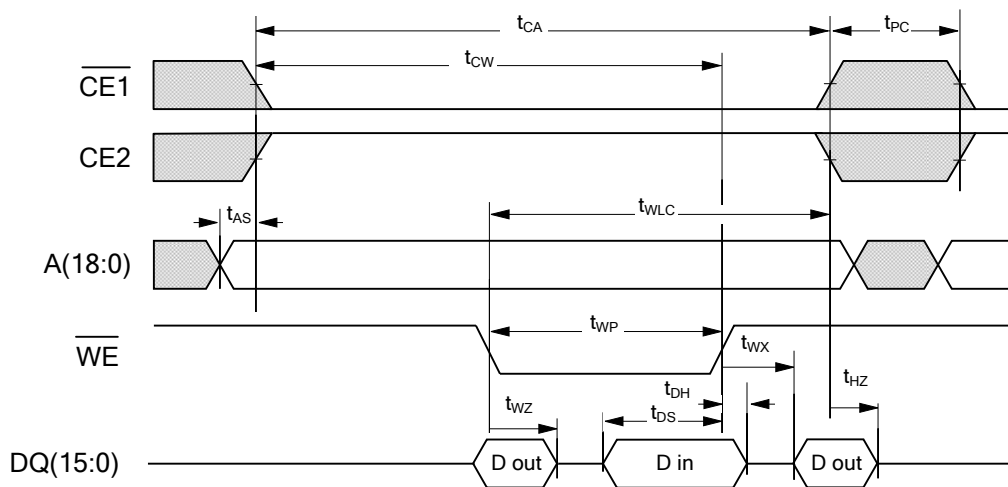 tCA
tPC
tCW
CE1
CE2
tWLC
tAS
A(18:0)
tWP
WE
tWX
tDH
tHZ
tWZ
tDS
DQ(15:0)
D out
D in
D out